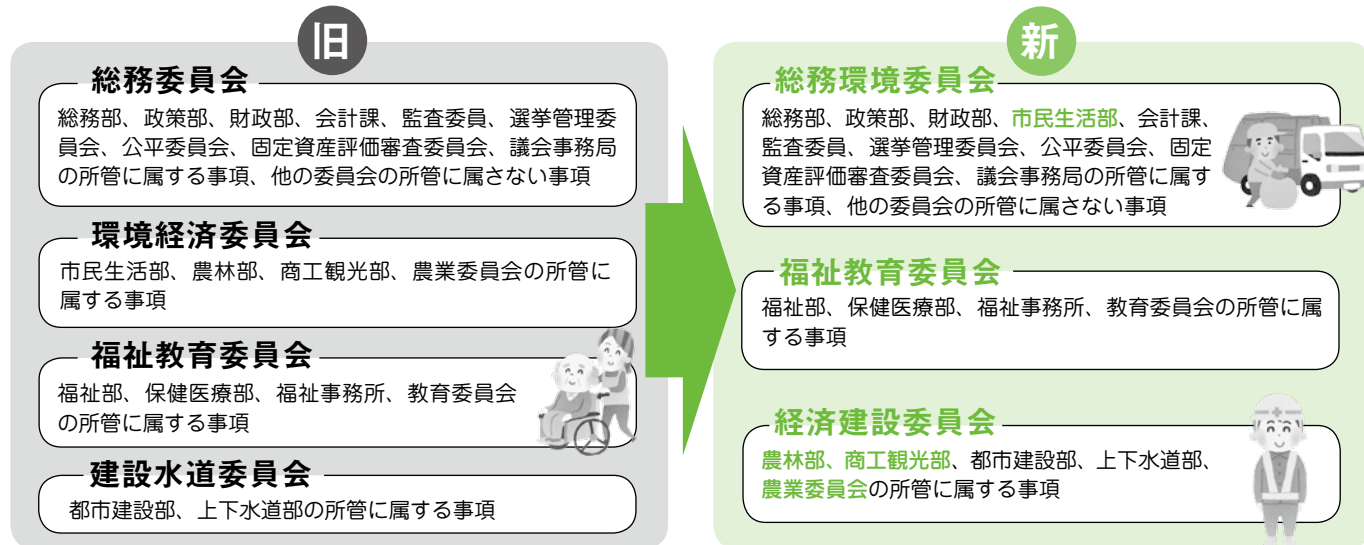 旧
総務委員会
総務部、政策部、財政部、会計課、監査委員、選挙管理委
員会、公平委員会、固定資産評価審査委員会、議会事務局
の所管に属する事項、他の委員会の所管に属さない事項
環境経済委員会
市民生活部、農林部、商工観光部、農業委員会の所管に
属する事項
福祉教育委員会
福祉部、保健医療部、福祉事務所、教育委員会
の所管に属する事項
建設水道委員会
都市建設部、上下水道部の所管に属する事項
新
総務環境委員会
総務部、政策部、財政部、市民生活部、会計課、
監査委員、選挙管理委員会、公平委員会、固定
資産評価審査委員会、議会事務局の所管に属す
る事項、他の委員会の所管に属さない事項
福祉教育委員会
福祉部、保健医療部、福祉事務所、教育委員会の所管に属
する事項
経済建設委員会
農林部、商工観光部、都市建設部、上下水道部、
農業委員会の所管に属する事項